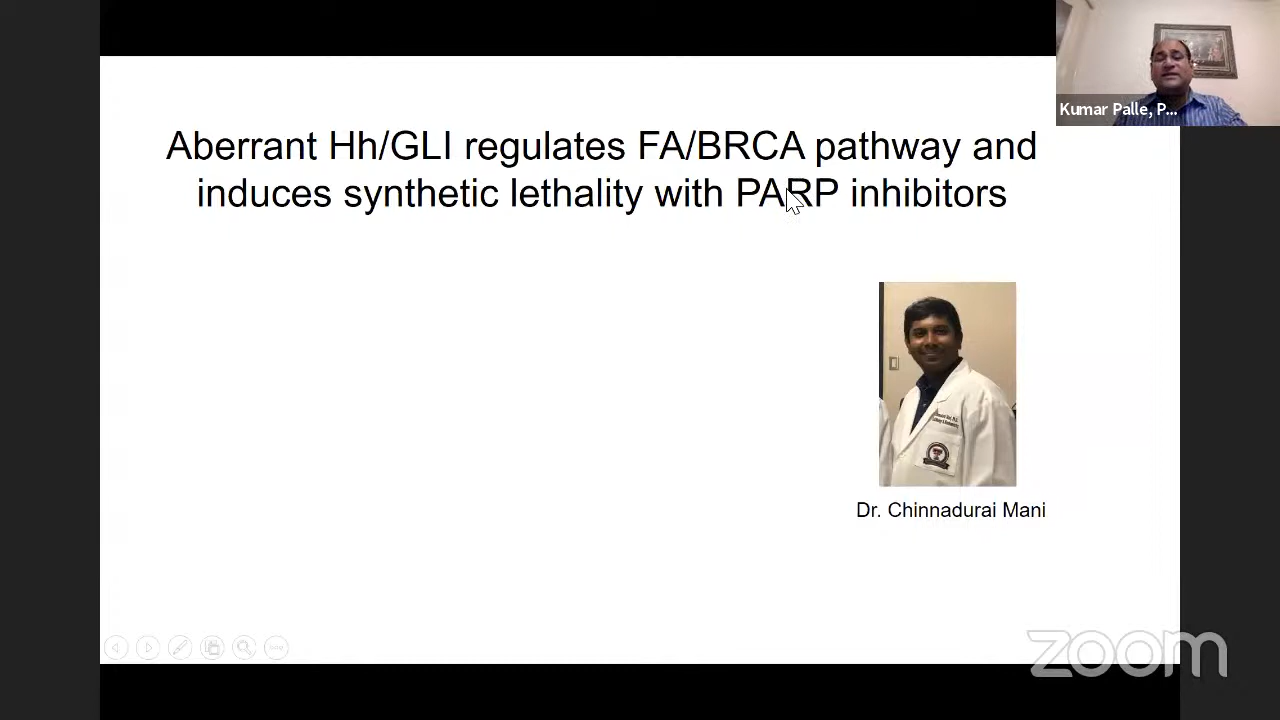 Aberrant Hh/GLI regulates FA/BRCA pathway and
induces synthetic lethality with PARP inhibitors
Kumar Palle, P...
Dr. Chinnadurai Mani
zoom